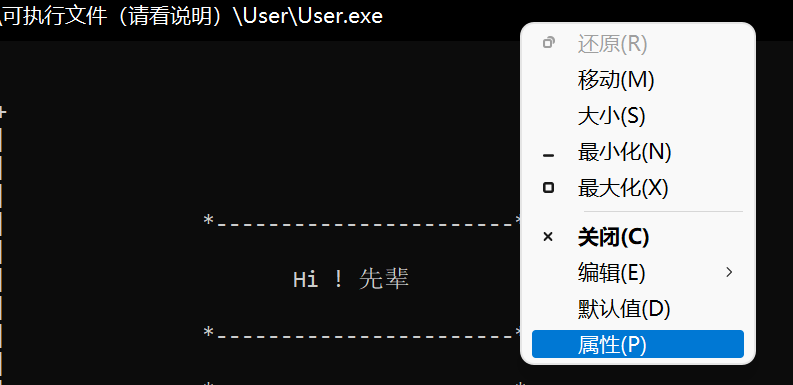 \可执行文件（请看说明）\User\User.exe
还原(R)
移动(M)
大小(S)
最小化(N)
最大化(X)
关闭(C)
编辑(E)
默认值(D)
属性(P)
+
|
|
|
|
|
|
|
|
|
*-----------------------*
Hi ! 先辈
*-----------------------*